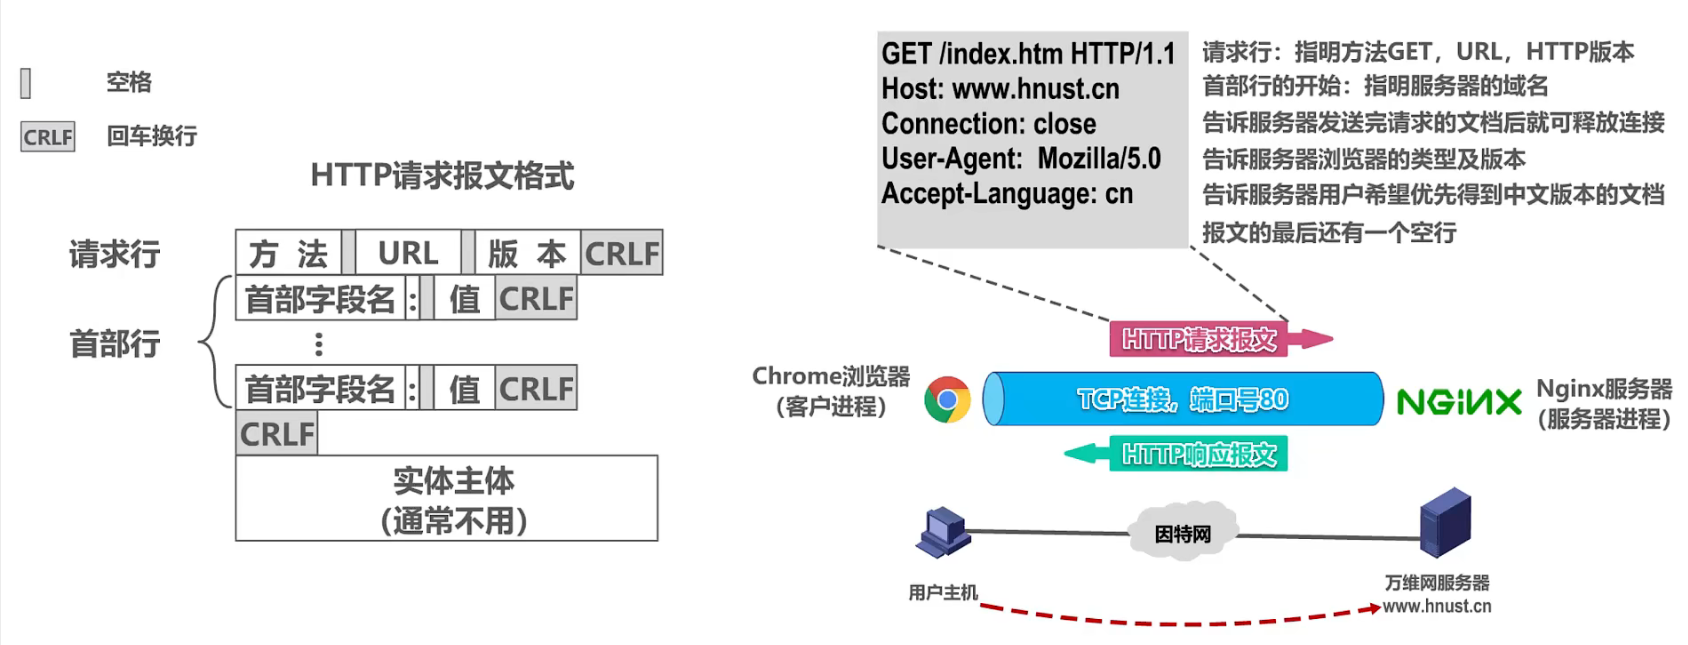 空格
CRLF 回车换行
HTTP请求报文格式
请求行
方 法 URL 版 本 CRLF
首部字段名 : 值 CRLF
首部行
首部字段名 : 值 CRLF
CRLF
实体主体
（通常不用）
GET /index.htm HTTP/1.1 请求行：指明方法GET，URL，HTTP版本
Host: www.hnust.cn 首部行的开始：指明服务器的域名
Connection: close 告诉服务器发送完请求的文档后就可释放连接
User-Agent: Mozilla/5.0 告诉服务器浏览器的类型及版本
Accept-Language: cn 告诉服务器用户希望优先得到中文版本的文档
报文的最后还有一个空行
HTTP请求报文
Chrome浏览器
（客户进程）
TCP连接，端口号80
NGINX
Nginx服务器
（服务器进程）
HTTP响应报文
因特网
用户主机
万维网服务器
www.hnust.cn